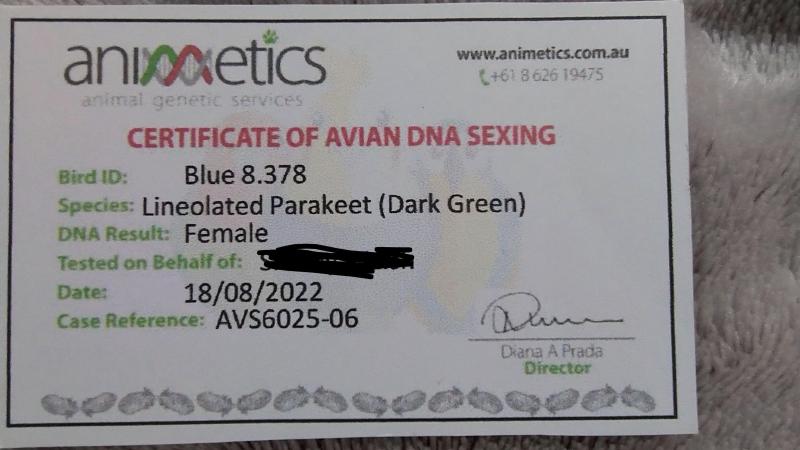 animetics
www.animetics.com.au
+61 8 626 19475
animal genetic services
CERTIFICATE OF AVIAN DNA SEXING
Bird ID: Blue 8.378
Species: Lineolated Parakeet (Dark Green)
DNA Result: Female
Tested on Behalf of:
Date: 18/08/2022
Case Reference: AVS6025-06
Diana A Prada
Director